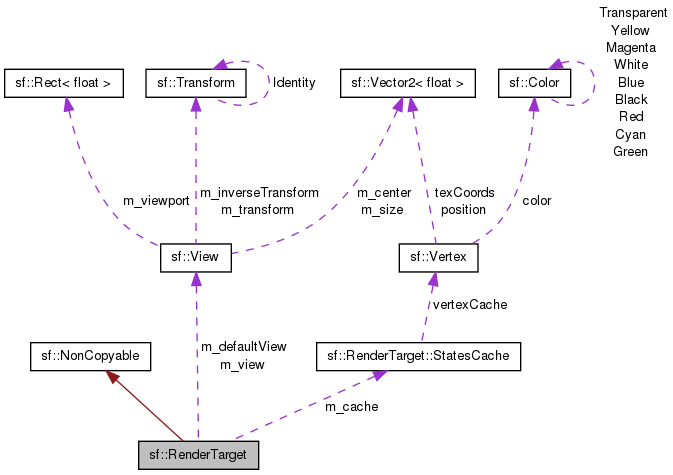 Transparent
Yellow
Magenta
White
Blue
Black
Red
Cyan
Green
sf::Rect< float >
sf::Transform
Identity
sf::Vector2< float >
sf::Color
m_viewport
m_inverseTransform
m_transform
m_center
m_size
texCoords
position
color
sf::View
sf::Vertex
vertexCache
m_defaultView
m_view
sf::NonCopyable
sf::RenderTarget::StatesCache
m_cache
sf::RenderTarget